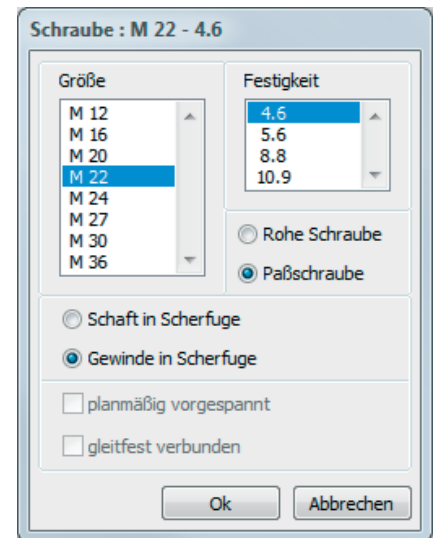 Schraube : M 22 - 4.6
Größe
M 12
M 16
M 20
M 22
M 24
M 27
M 30
M 36
Festigkeit
4.6
5.6
8.8
10.9
Rohe Schraube
Paßschraube
Schaft in Scherfuge
Gewinde in Scherfuge
planmäßig vorgespannt
gleitfest verbunden
Ok
Abbrechen